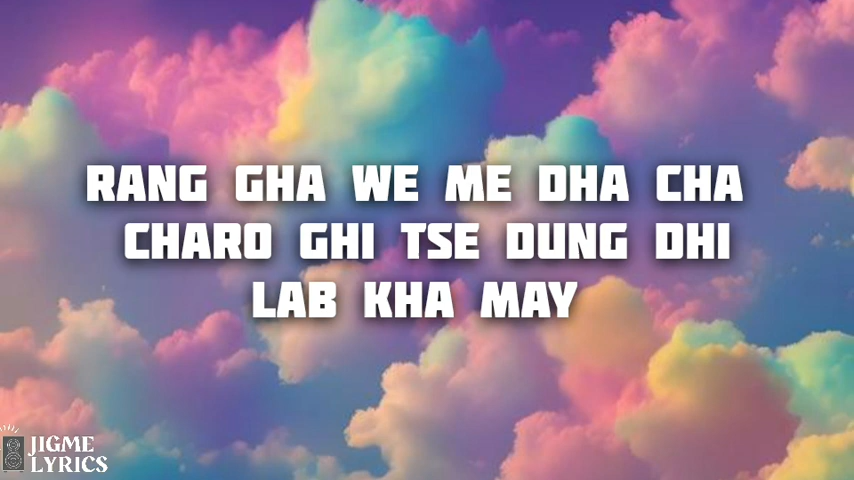 RANG GHA WE ME DHA CHA
CHARO GHI TSE DUNG DHI
LAB KHA MAY
JIGME
LYRICS